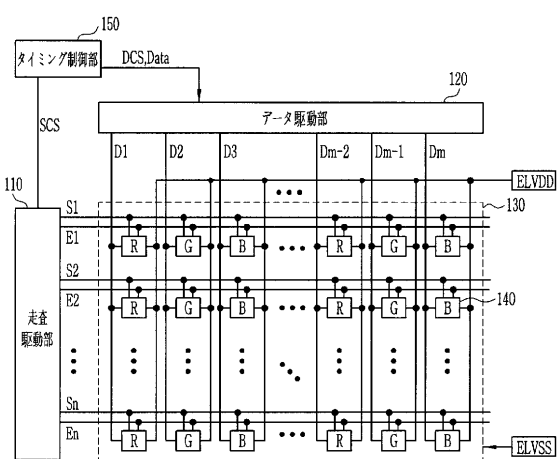 150
タイミング制御部
DCS,Data
120
データ駆動部
SCS
D1 D2 D3 Dm-2 Dm-1 Dm
ELVDD
110
130
S1
E1
R G B R G B
S2
E2
R G B R G B
140
走査
駆動部
Sn
En
R G B R G B
ELVSS